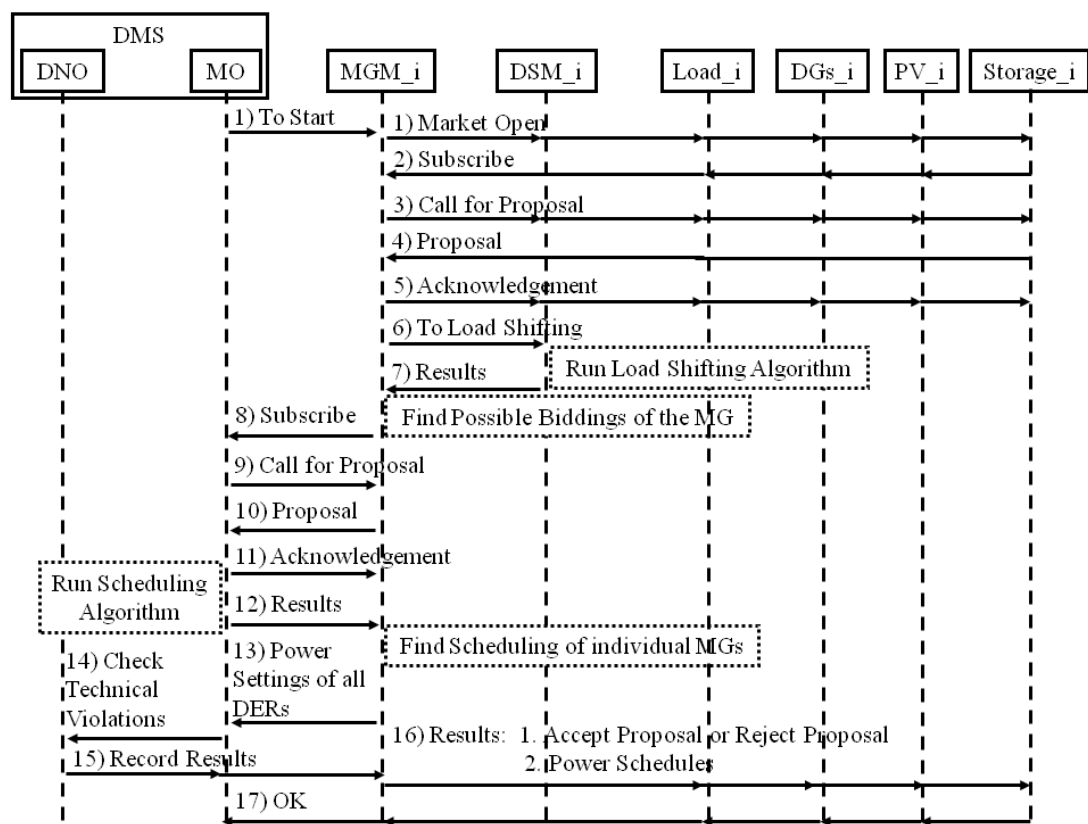 DMS
DNO
MO
MGM_i
DSM_i
Load_i
DGs_i
PV_i
Storage_i
1) To Start
1) Market Open
2) Subscribe
3) Call for Proposal
4) Proposal
5) Acknowledgement
6) To Load Shifting
Run Load Shifting Algorithm
7) Results
Find Possible Biddings of the MG
8) Subscribe
9) Call for Proposal
10) Proposal
11) Acknowledgement
Run Scheduling
Algorithm
12) Results
Find Scheduling of individual MGs
14) Check
Technical
Violations
13) Power
Settings of all
DERs
16) Results: 1. Accept Proposal or Reject Proposal
2. Power Schedules
15) Record Results
17) OK